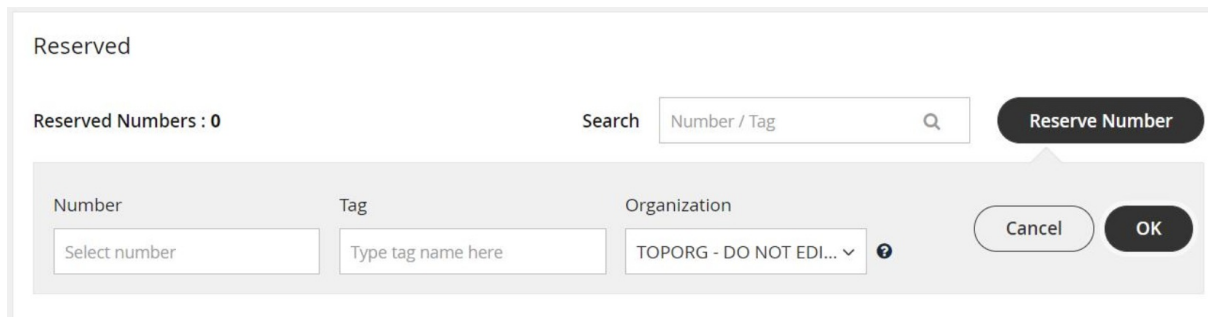 Reserved
Reserved Numbers : 0 Search Number / Tag Reserve Number
Number Tag Organization
Cancel OK
Select number Type tag name here TOPORG - DO NOT EDI...